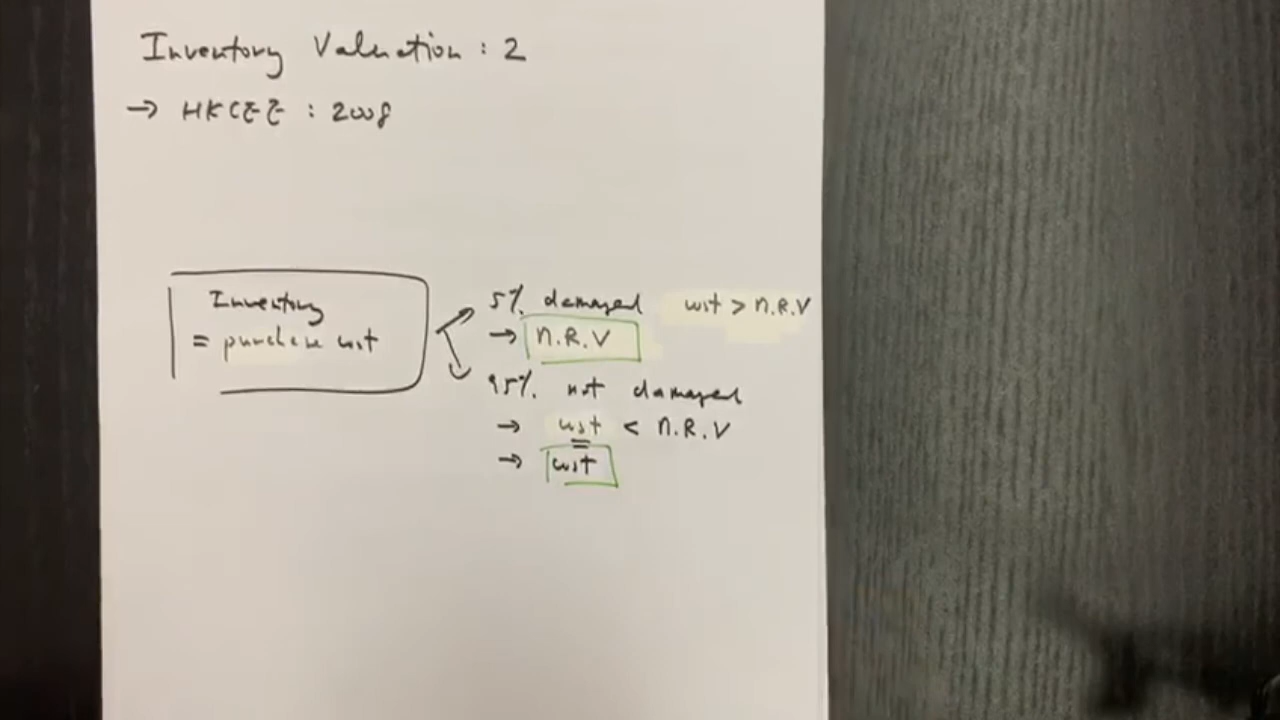 Inventory Valuation : 2
→ HKCEE : 2008
Inventory
= purchase cost
5% damaged cost > N.R.V
→ N.R.V
95% not damaged
→ cost < N.R.V
→ cost